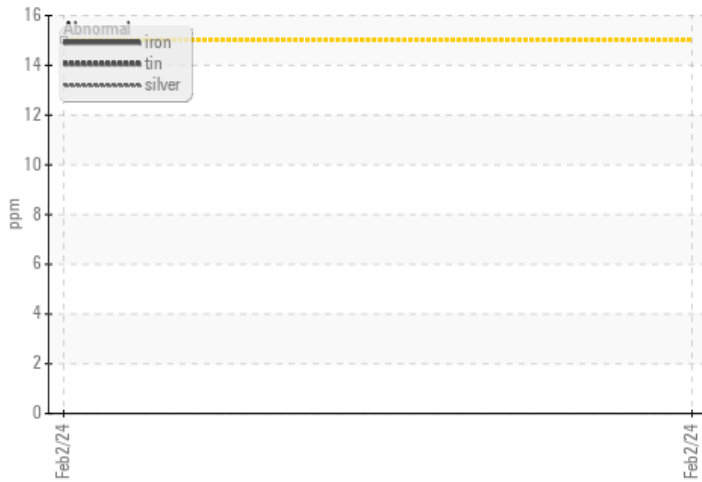 16
14
12
10
8
6
4
2
0
ppm
Abnormal
iron
tin
silver
Feb2/24
Feb2/24